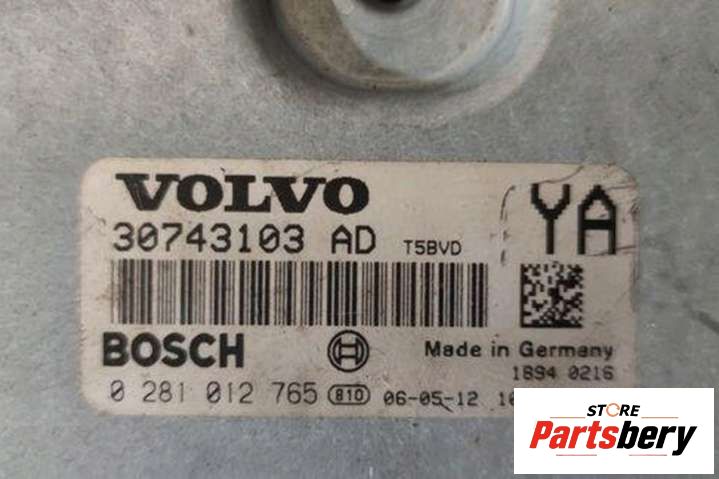 VOLVO
YA
30743103 AD T5BVD
BOSCH
Made in Germany
1894 0216
0 281 012 765 810 06-05-12
STORE
Partsbery